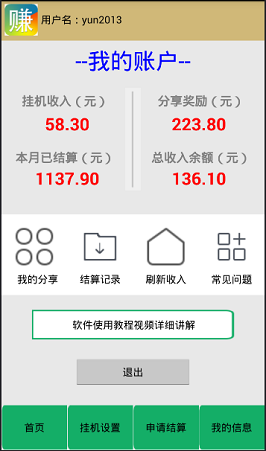 赚
用户名：yun2013
--我的账户--
挂机收入（元） 分享奖励（元）
58.30 223.80
本月已结算（元） 总收入余额（元）
1137.90 136.10
我的分享 结算记录 刷新收入 常见问题
软件使用教程视频详细讲解
退出
首页 挂机设置 申请结算 我的信息